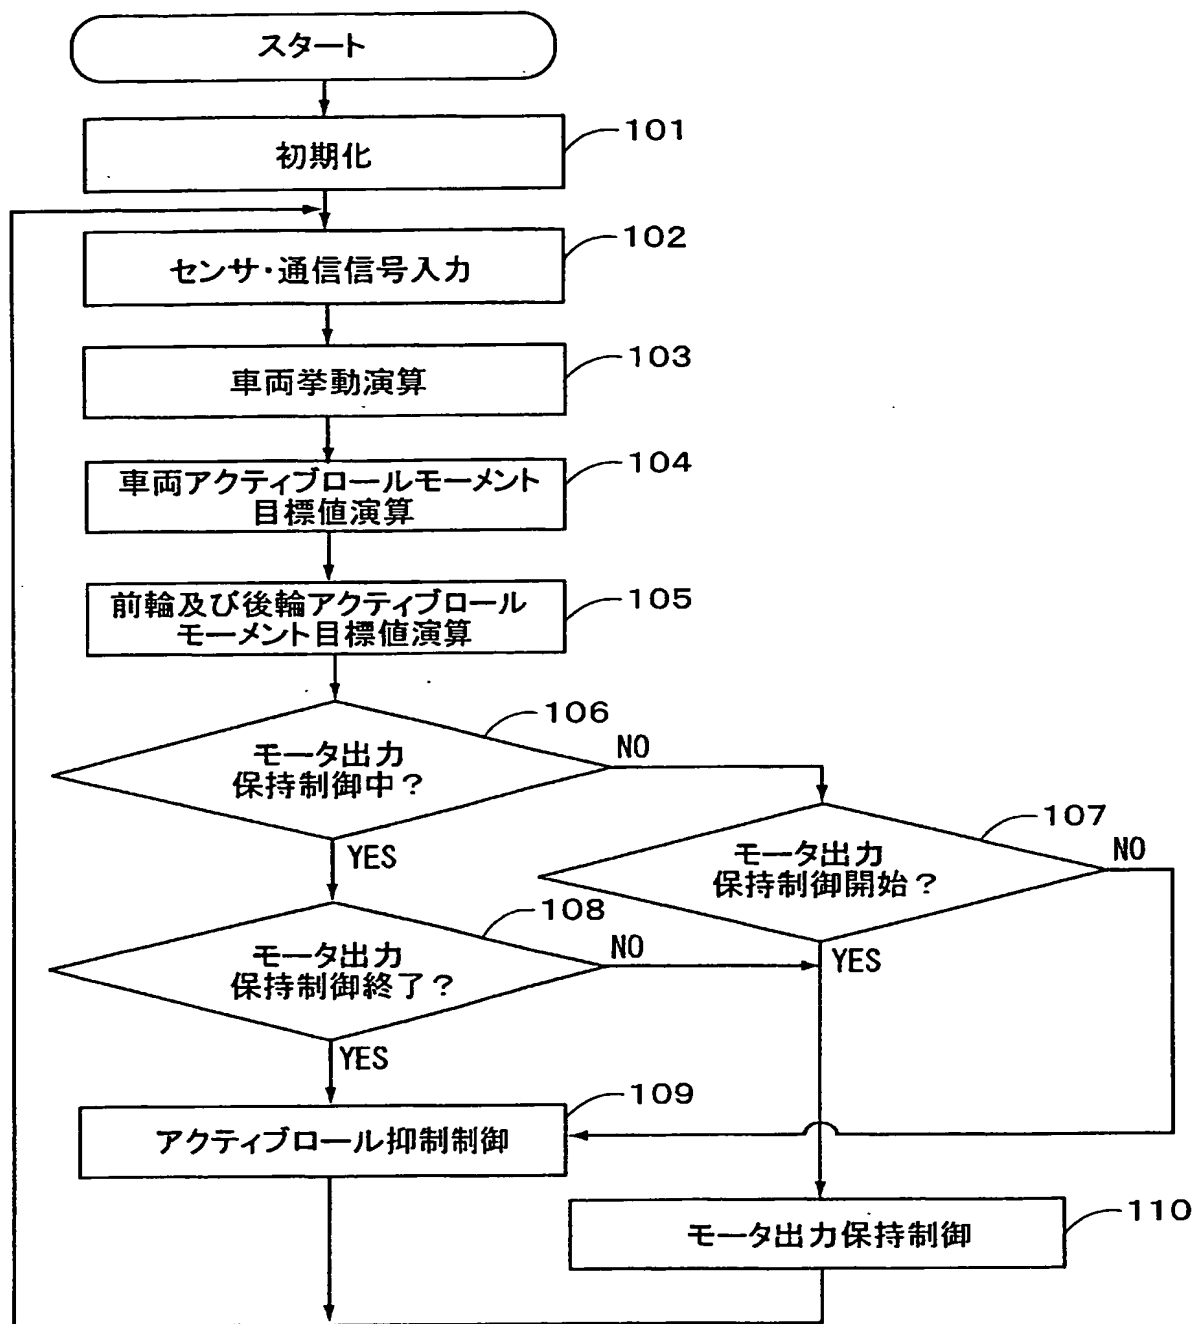 スタート
101
初期化
102
センサ・通信信号入力
103
車両挙動演算
104
車両アクティブロールモーメント
目標値演算
105
前輪及び後輪アクティブロール
モーメント目標値演算
106
モータ出力
保持制御中？
NO
YES
107
モータ出力
保持制御開始？
NO
YES
108
モータ出力
保持制御終了？
NO
YES
109
アクティブロール抑制制御
110
モータ出力保持制御